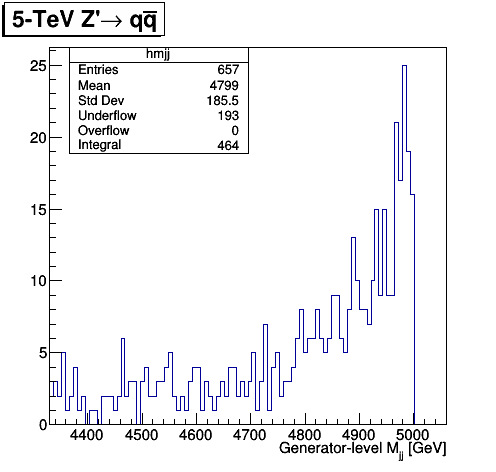 5-TeV Z'→ qq̅
hmjj
Entries 657
Mean 4799
Std Dev 185.5
Underflow 193
Overflow 0
Integral 464
25
20
15
10
5
0
4400 4500 4600 4700 4800 4900 5000
Generator-level Mjj [GeV]